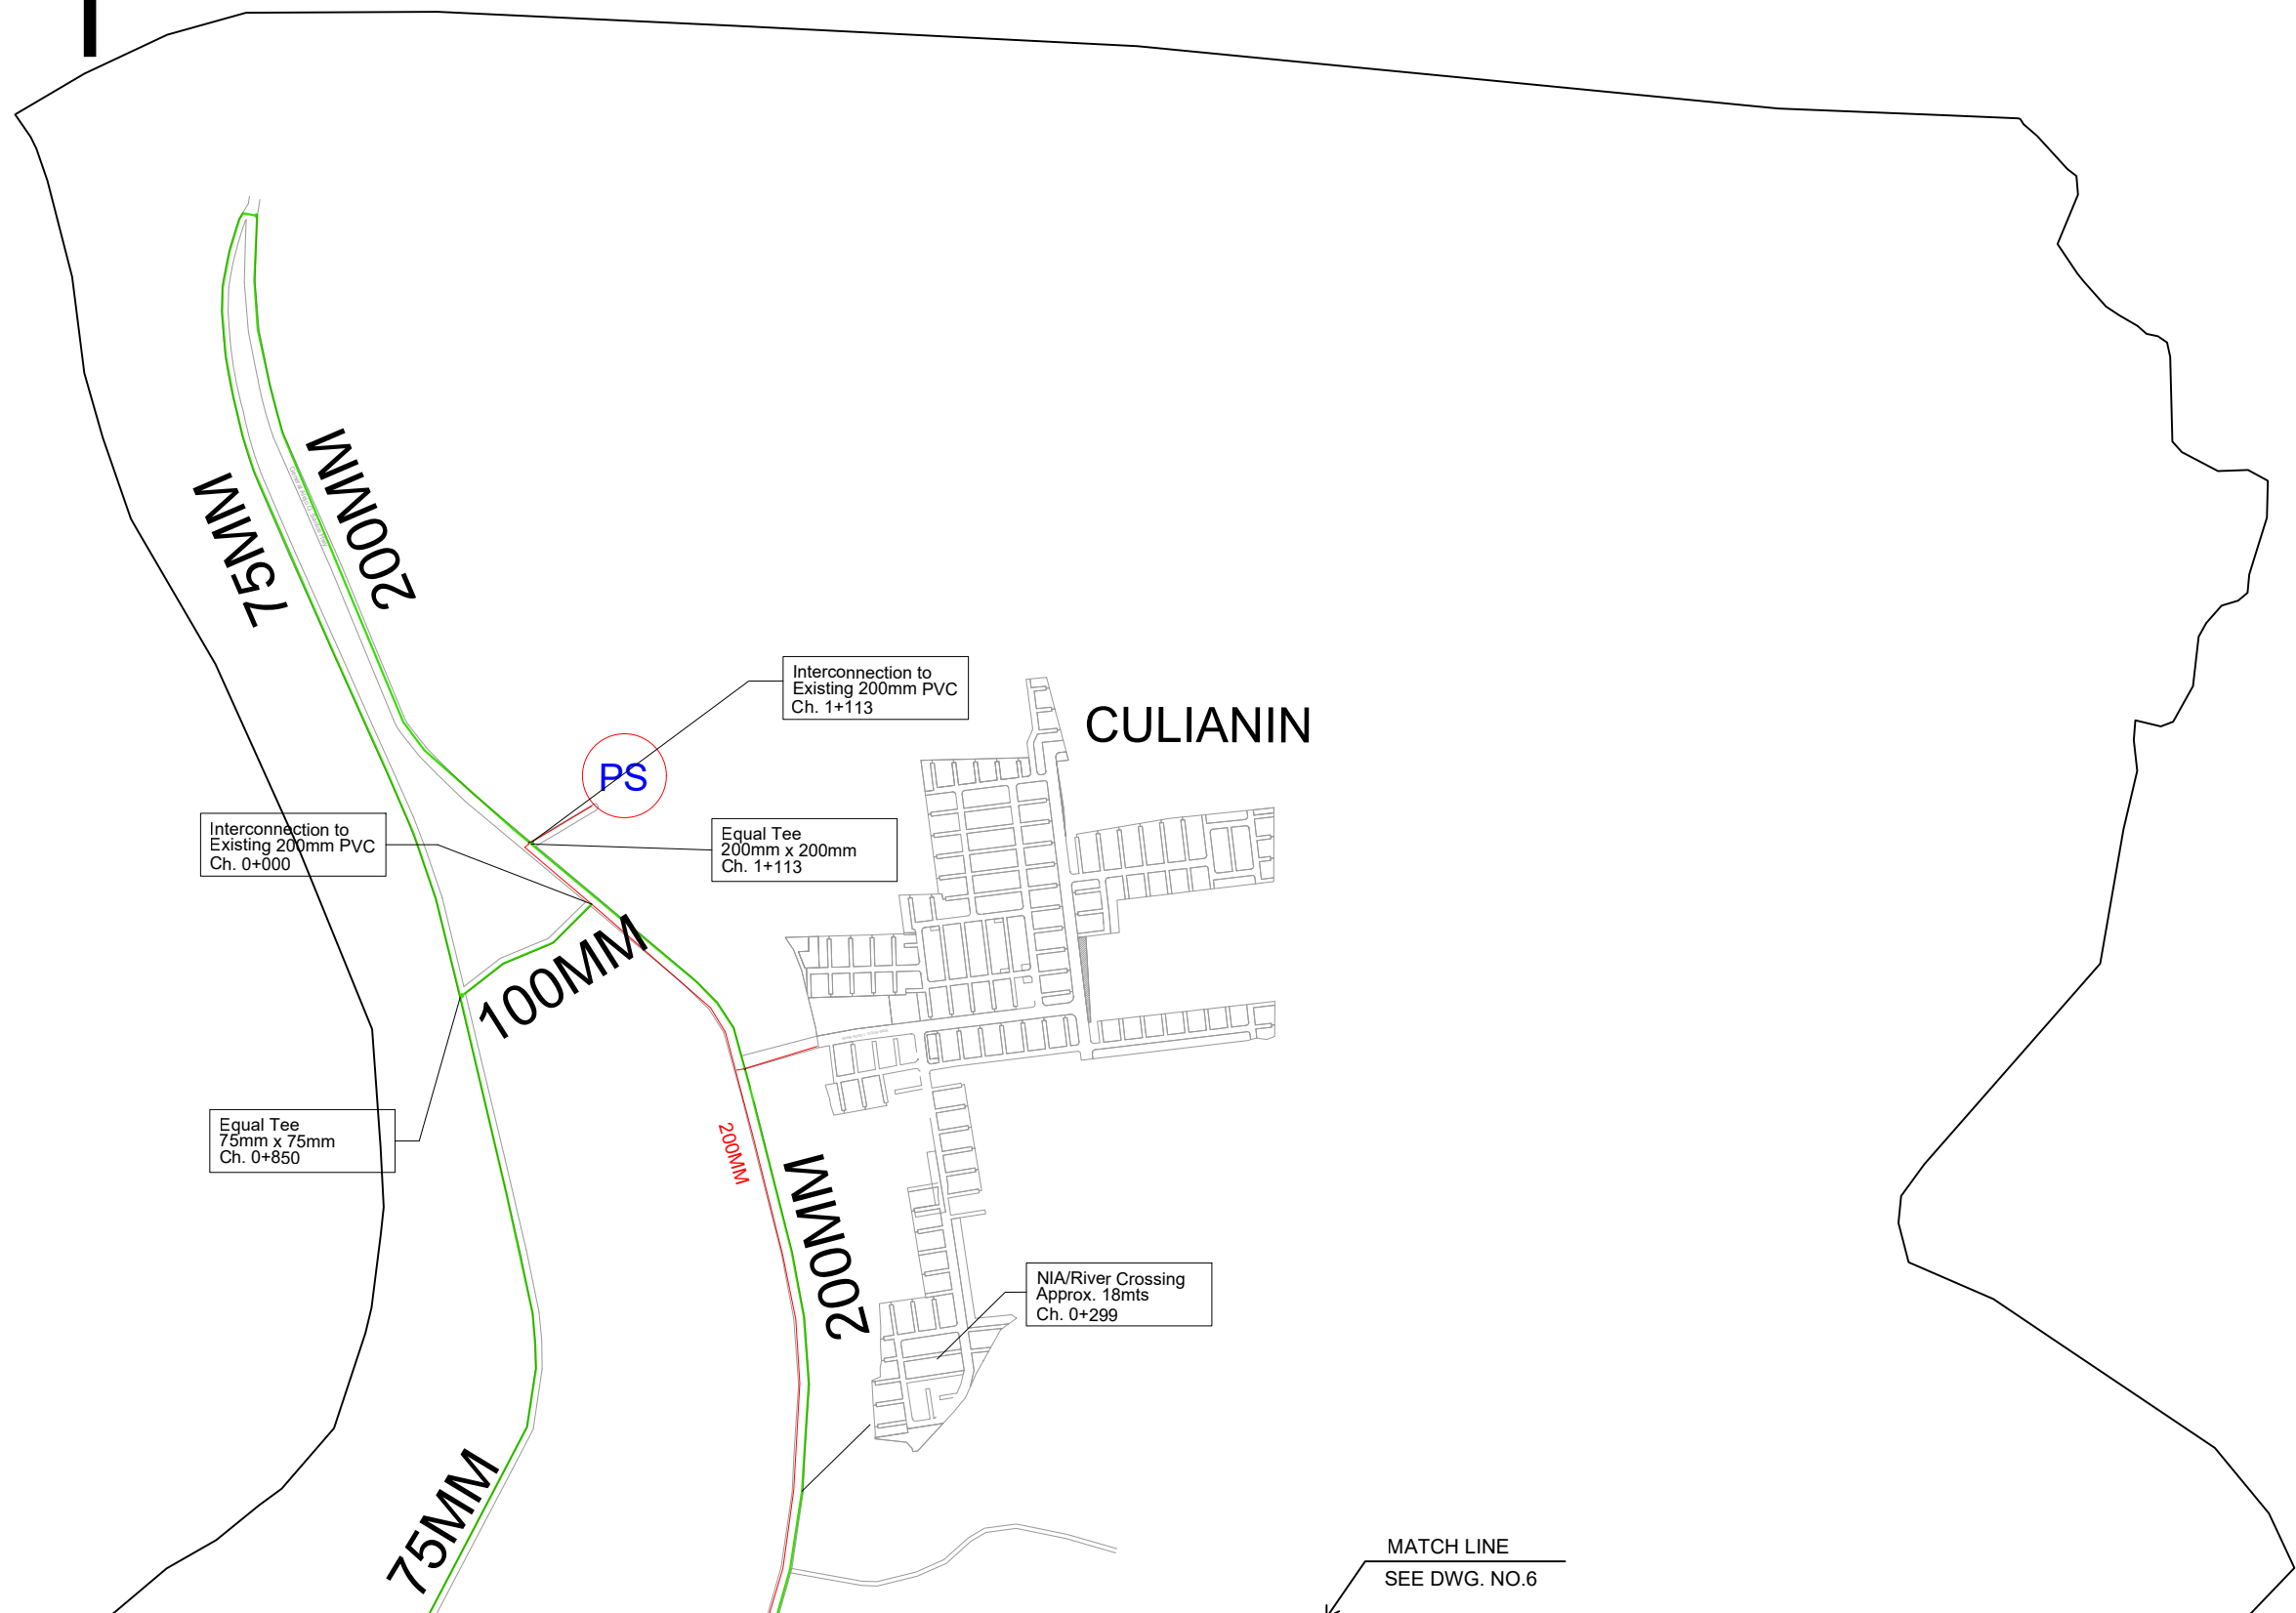 200MM
75MM
Interconnection to
Existing 200mm PVC
Ch. 1+113
CULIANIN
PS
Interconnection to
Existing 200mm PVC
Ch. 0+000
Equal Tee
200mm x 200mm
Ch. 1+113
100MM
Equal Tee
75mm x 75mm
Ch. 0+850
200MM
200MM
NIA/River Crossing
Approx. 18mts
Ch. 0+299
75MM
MATCH LINE
SEE DWG. NO.6